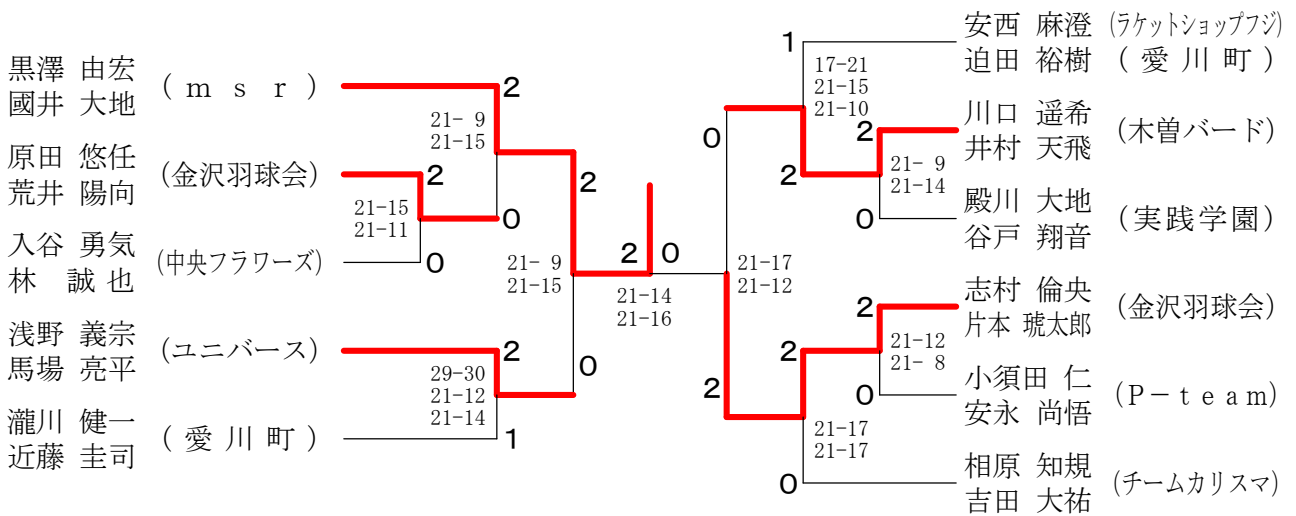 黒澤 由宏
國井 大地
(ｍｓｒ)
原田 悠任
荒井 陽向
(金沢羽球会)
入谷 勇気
林 誠也
(中央フラワーズ)
浅野 義宗
馬場 亮平
(ユニバース)
瀧川 健一
近藤 圭司
(愛川町)
2
21- 9
21-15
0
2
21-15
21-11
0
2
21- 9
21-15
0
2
29-30
21-12
21-14
1
2 0
21-14
21-16
0
21-17
21-12
2
1
17-21
21-15
21-10
2
2
21- 9
21-14
0
2
21-12
21- 8
0
2
21-17
21-17
0
安西 麻澄 (ラケットショップフジ)
迫田 裕樹 (愛川町)
川口 遥希
井村 天飛
(木曽バード)
殿川 大地
谷戸 翔音
(実践学園)
志村 倫央
片本 琥太郎
(金沢羽球会)
小須田 仁
安永 尚悟
(Ｐ－ｔｅａｍ)
相原 知規
吉田 大祐
(チームカリスマ)